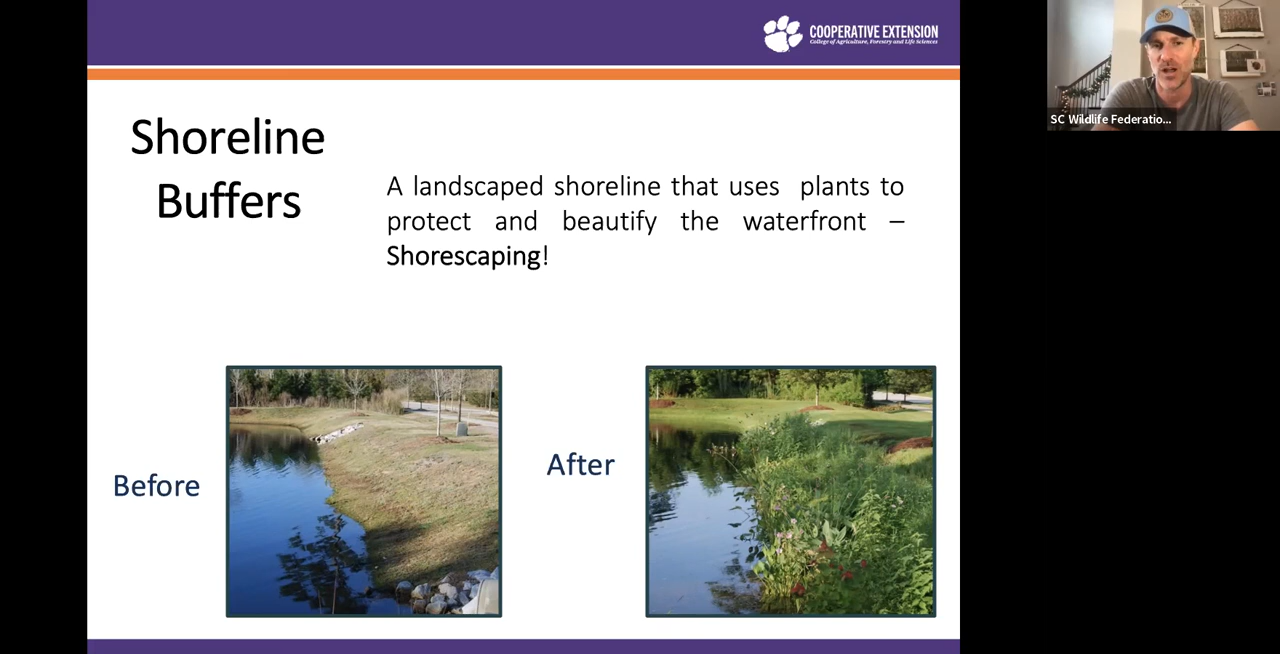 COOPERATIVE EXTENSION
College of Agriculture, Forestry and Life Sciences
SC Wildlife Federatio...
Shoreline
Buffers
A landscaped shoreline that uses plants to
protect and beautify the waterfront –
Shorescaping!
Before
After